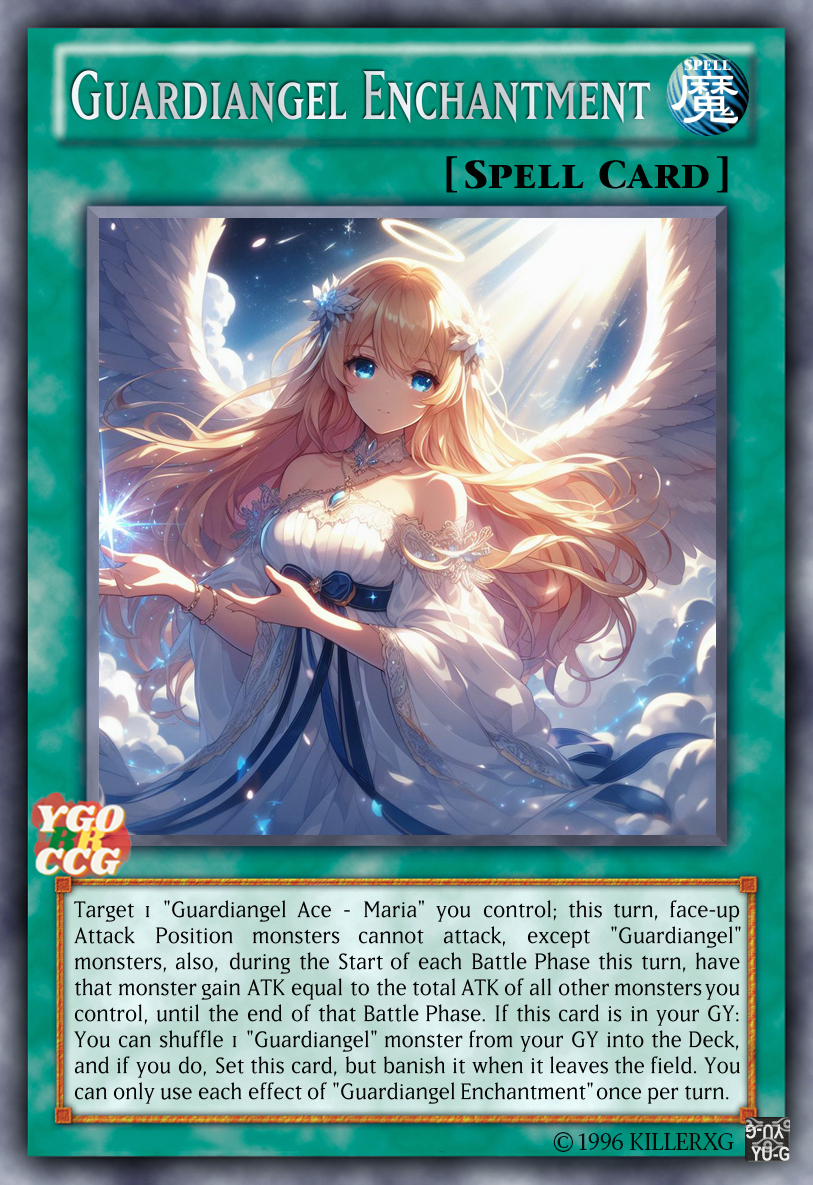 GUARDIANGEL ENCHANTMENT
SPELL
魔
[SPELL CARD]
YGO
BR
CCG
Target 1 "Guardiangel Ace - Maria" you control; this turn, face-up
Attack Position monsters cannot attack, except "Guardiangel"
monsters, also, during the Start of each Battle Phase this turn, have
that monster gain ATK equal to the total ATK of all other monsters you
control, until the end of that Battle Phase. If this card is in your GY:
You can shuffle 1 "Guardiangel" monster from your GY into the Deck,
and if you do, Set this card, but banish it when it leaves the field. You
can only use each effect of "Guardiangel Enchantment" once per turn.
© 1996 KILLERXG
YU-G